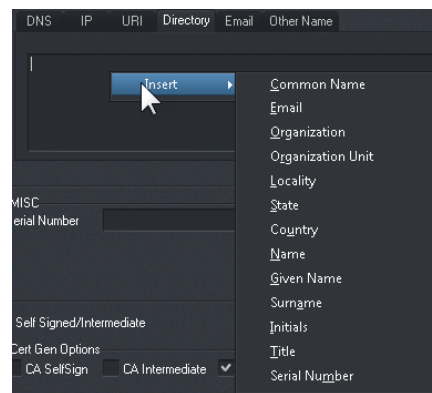 DNS IP URI Directory Email Other Name
Insert
Common Name
Email
Organization
Organization Unit
Locality
State
Country
Name
Given Name
Surname
Initials
Title
Serial Number
MISC
erial Number
Self Signed/Intermediate
Cert Gen Options
CA SelfSign CA Intermediate